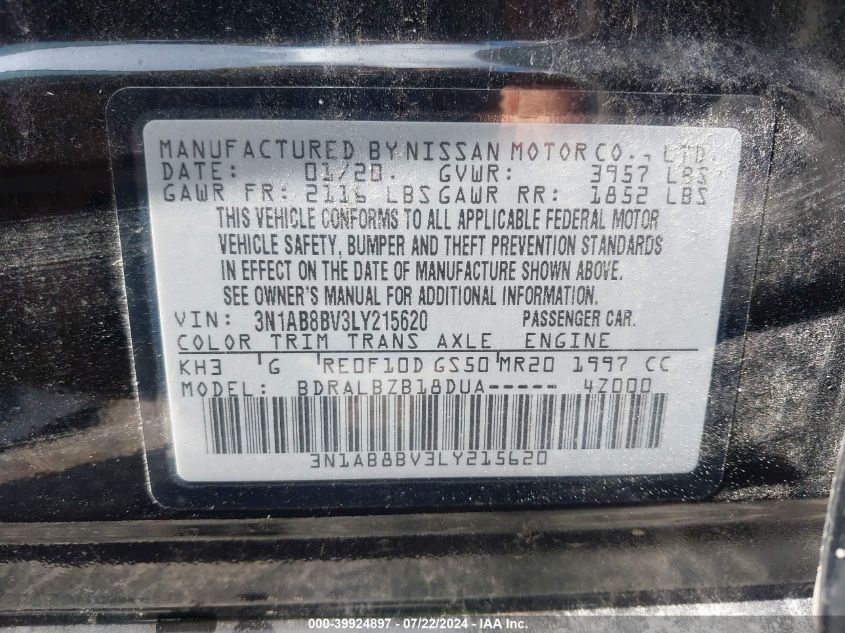 MANUFACTURED BY NISSAN MOTOR CO., LTD.
DATE: 01/20. GVWR: 3957 LBS
GAWR FR: 2116 LBS GAWR RR: 1852 LBS
THIS VEHICLE CONFORMS TO ALL APPLICABLE FEDERAL MOTOR
VEHICLE SAFETY, BUMPER AND THEFT PREVENTION STANDARDS
IN EFFECT ON THE DATE OF MANUFACTURE SHOWN ABOVE.
SEE OWNER'S MANUAL FOR ADDITIONAL INFORMATION.
VIN: 3N1AB8BV3LY215620 PASSENGER CAR.
COLOR TRIM TRANS AXLE ENGINE
KH3 G RE0F10D GS50 MR20 1997 CC
MODEL: BDRALBZB18DUA----- 4Z000
3N1AB8BV3LY215620
000-39924897 - 07/22/2024 - IAA Inc.